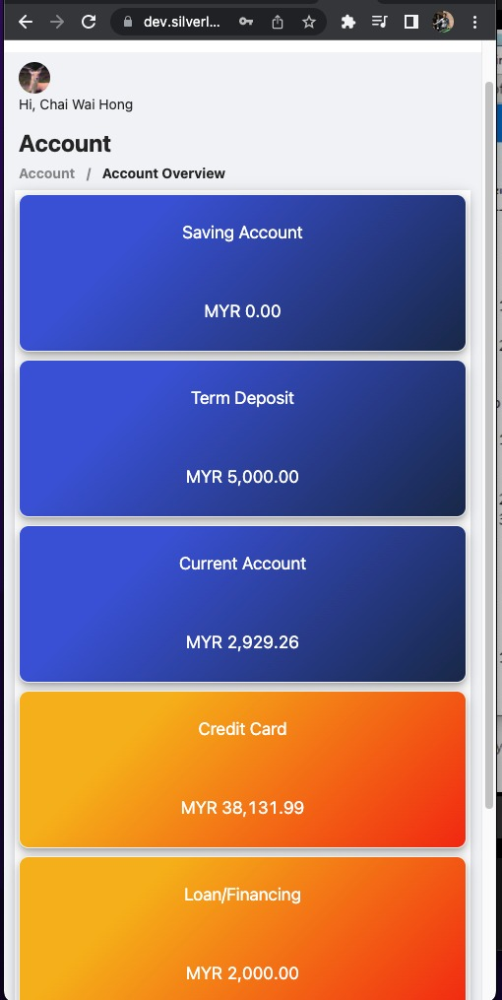 dev.silverl...
Hi, Chai Wai Hong
Account
Account / Account Overview
Saving Account
MYR 0.00
Term Deposit
MYR 5,000.00
Current Account
MYR 2,929.26
Credit Card
MYR 38,131.99
Loan/Financing
MYR 2,000.00